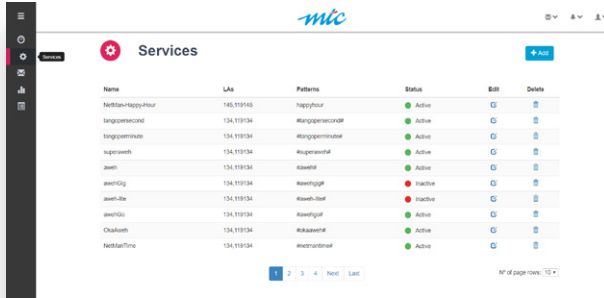 mtc
Services
Services
+ Add
Name LAs Patterns Status Edit Delete
NetMan-Happy-Hour 145,119145 happyhour Active
tangopersecond 134,119134 #tangopersecond# Active
tangoperminute 134,119134 #tangoperminute# Active
superaweh 134,119134 #superaweh# Active
aweh 134,119134 #aweh# Active
awehGig 134,119134 #awehgig# Inactive
aweh-lite 134,119134 #aweh-lite# Inactive
awehGo 134,119134 #awehgo# Active
OkaAweh 134,119134 #okaaweh# Active
NetManTime 134,119134 #netmantime# Active
1 2 3 4 Next Last
Nº of page rows: 10